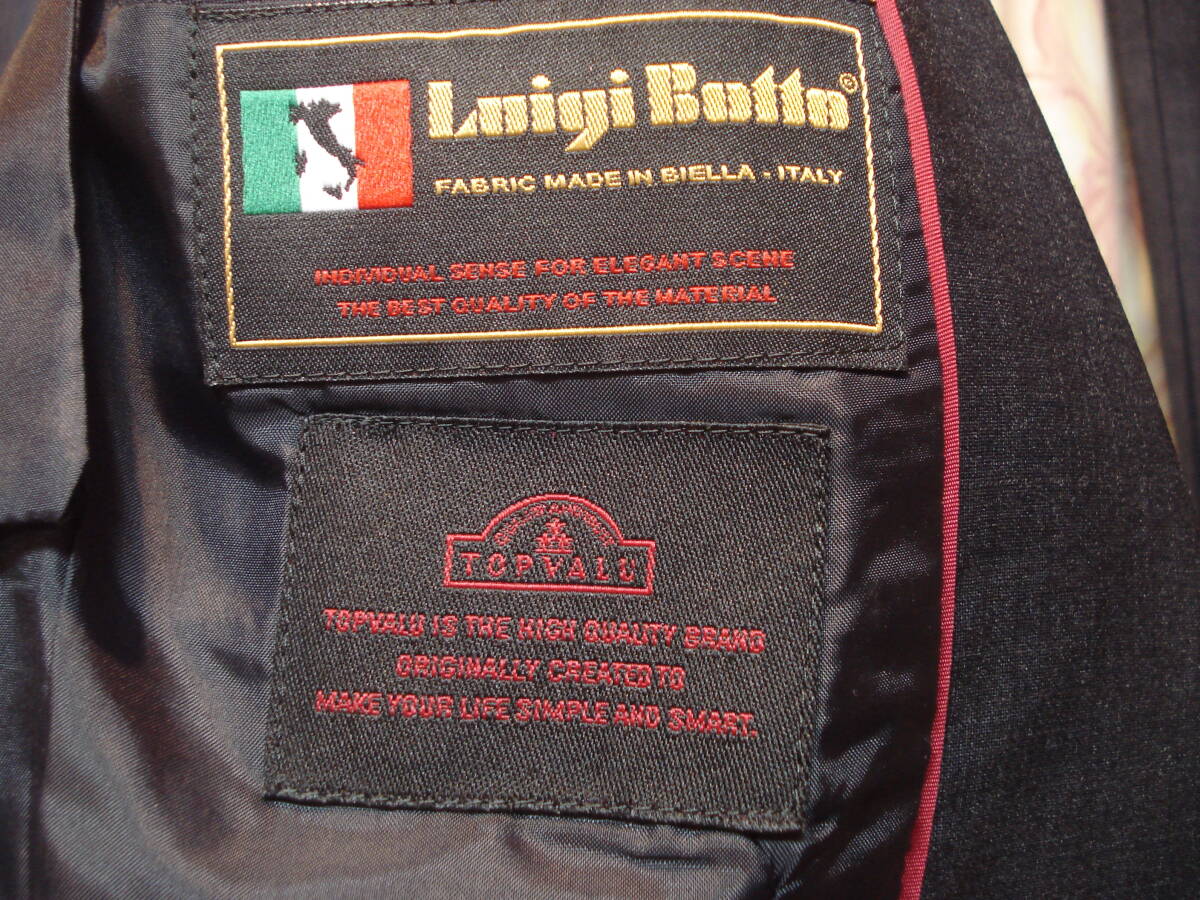 Luigi Botto®
FABRIC MADE IN BIELLA - ITALY
INDIVIDUAL SENSE FOR ELEGANT SCENE
THE BEST QUALITY OF THE MATERIAL
TOPVALU
TOPVALU IS THE HIGH QUALITY BRAND
ORIGINALLY CREATED TO
MAKE YOUR LIFE SIMPLE AND SMART.